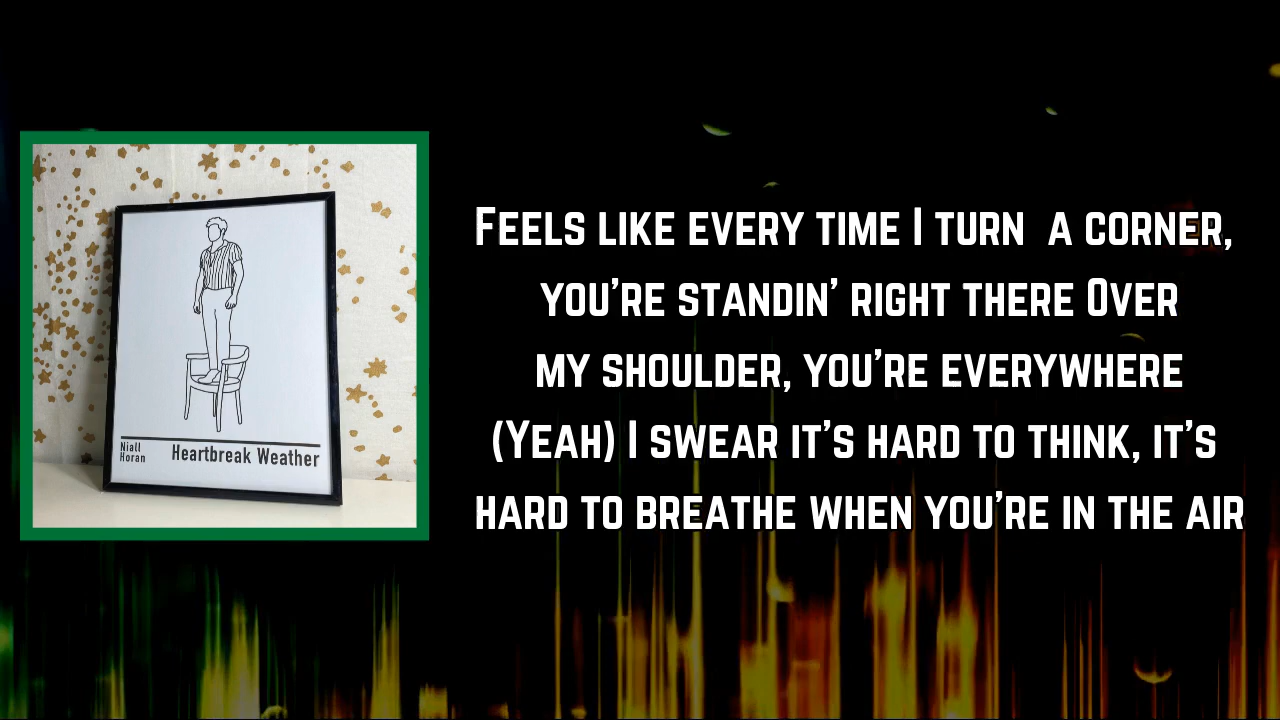 Feels like every time I turn  a corner,
you're standin' right there Over
my shoulder, you're everywhere
(Yeah) I swear it's hard to think, it's
hard to breathe when you're in the air
Niall
Horan
Heartbreak Weather